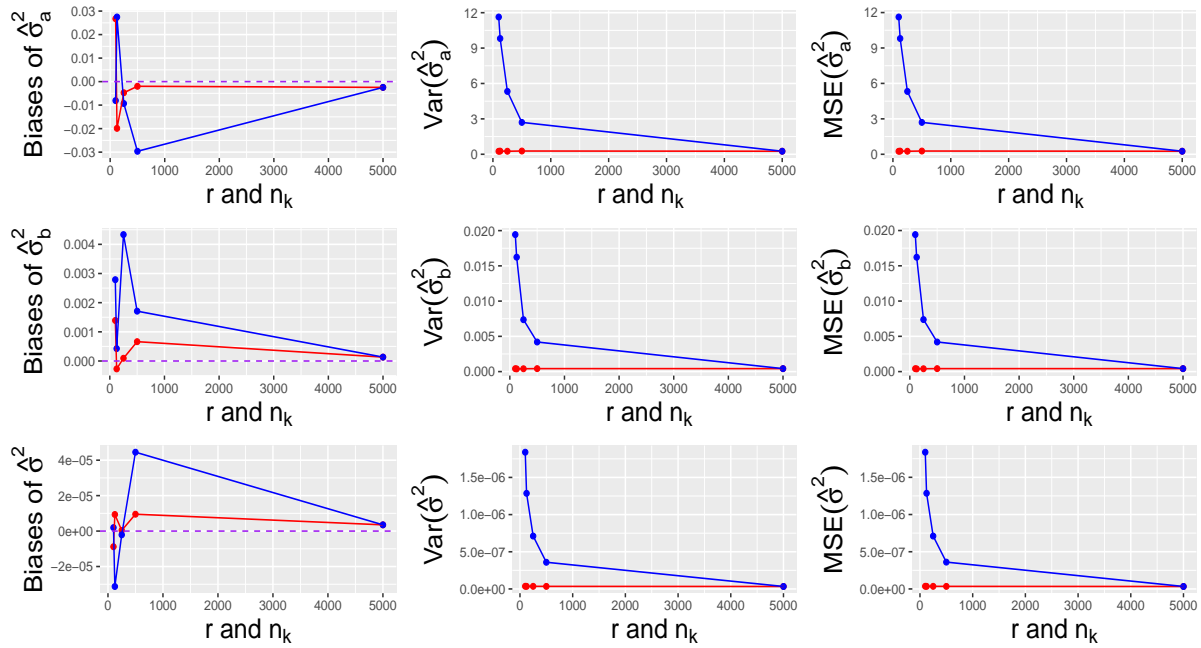 Biases of σ̂²ₐ
0.03
0.02
0.01
0.00
−0.01
−0.02
−0.03
0 1000 2000 3000 4000 5000
r and nₖ
Var(σ̂²ₐ)
12
9
6
3
0
0 1000 2000 3000 4000 5000
r and nₖ
MSE(σ̂²ₐ)
12
9
6
3
0
0 1000 2000 3000 4000 5000
r and nₖ
Biases of σ̂²_b
0.004
0.003
0.002
0.001
0.000
0 1000 2000 3000 4000 5000
r and nₖ
Var(σ̂²_b)
0.020
0.015
0.010
0.005
0.000
0 1000 2000 3000 4000 5000
r and nₖ
MSE(σ̂²_b)
0.020
0.015
0.010
0.005
0.000
0 1000 2000 3000 4000 5000
r and nₖ
Biases of σ̂²
4e−05
2e−05
0e+00
−2e−05
0 1000 2000 3000 4000 5000
r and nₖ
Var(σ̂²)
1.5e−06
1.0e−06
5.0e−07
0.0e+00
0 1000 2000 3000 4000 5000
r and nₖ
MSE(σ̂²)
1.5e−06
1.0e−06
5.0e−07
0.0e+00
0 1000 2000 3000 4000 5000
r and nₖ